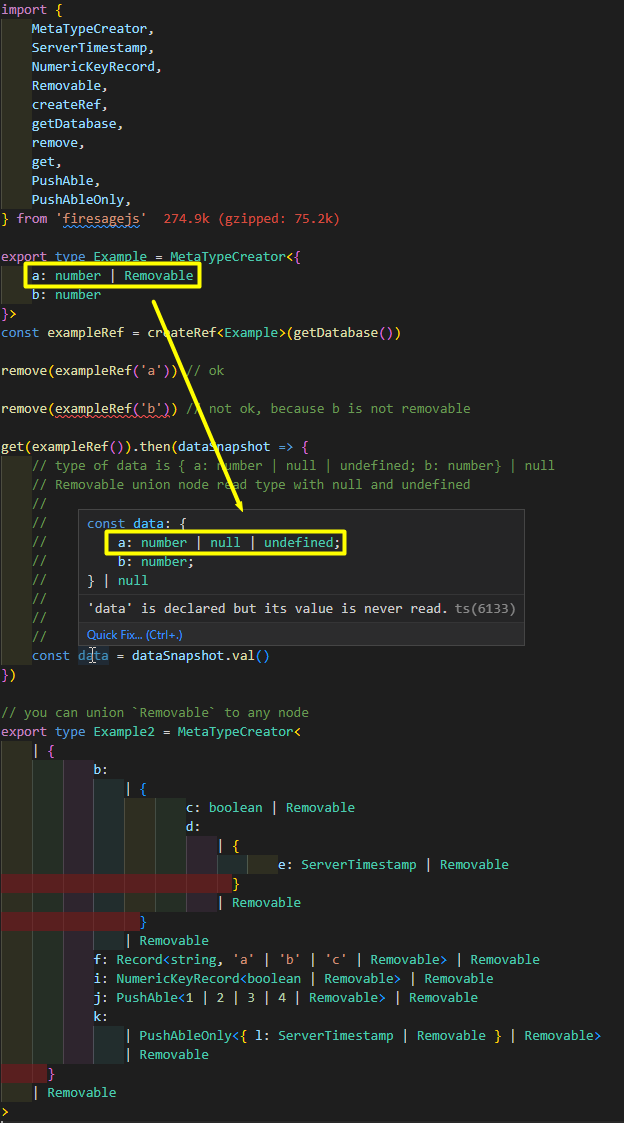 import {
    MetaTypeCreator,
    ServerTimestamp,
    NumericKeyRecord,
    Removable,
    createRef,
    getDatabase,
    remove,
    get,
    PushAble,
    PushAbleOnly,
} from 'firesagejs'  274.9k (gzipped: 75.2k)

export type Example = MetaTypeCreator<{
    a: number | Removable
    b: number
}>
const exampleRef = createRef<Example>(getDatabase())

remove(exampleRef('a')) // ok

remove(exampleRef('b')) // not ok, because b is not removable

get(exampleRef()).then(dataSnapshot => {
    // type of data is { a: number | null | undefined; b: number} | null
    // Removable union node read type with null and undefined
    //
    // const data: {
    //     a: number | null | undefined;
    //     b: number;
    // } | null
    //
    // 'data' is declared but its value is never read. ts(6133)
    // Quick Fix... (Ctrl+.)
    const data = dataSnapshot.val()
})

// you can union `Removable` to any node
export type Example2 = MetaTypeCreator<
    | {
            b:
                | {
                        c: boolean | Removable
                        d:
                            | {
                                    e: ServerTimestamp | Removable
                              }
                            | Removable
                  }
                | Removable
            f: Record<string, 'a' | 'b' | 'c' | Removable> | Removable
            i: NumericKeyRecord<boolean | Removable> | Removable
            j: PushAble<1 | 2 | 3 | 4 | Removable> | Removable
            k:
                | PushAbleOnly<{ l: ServerTimestamp | Removable } | Removable>
                | Removable
      }
    | Removable
>